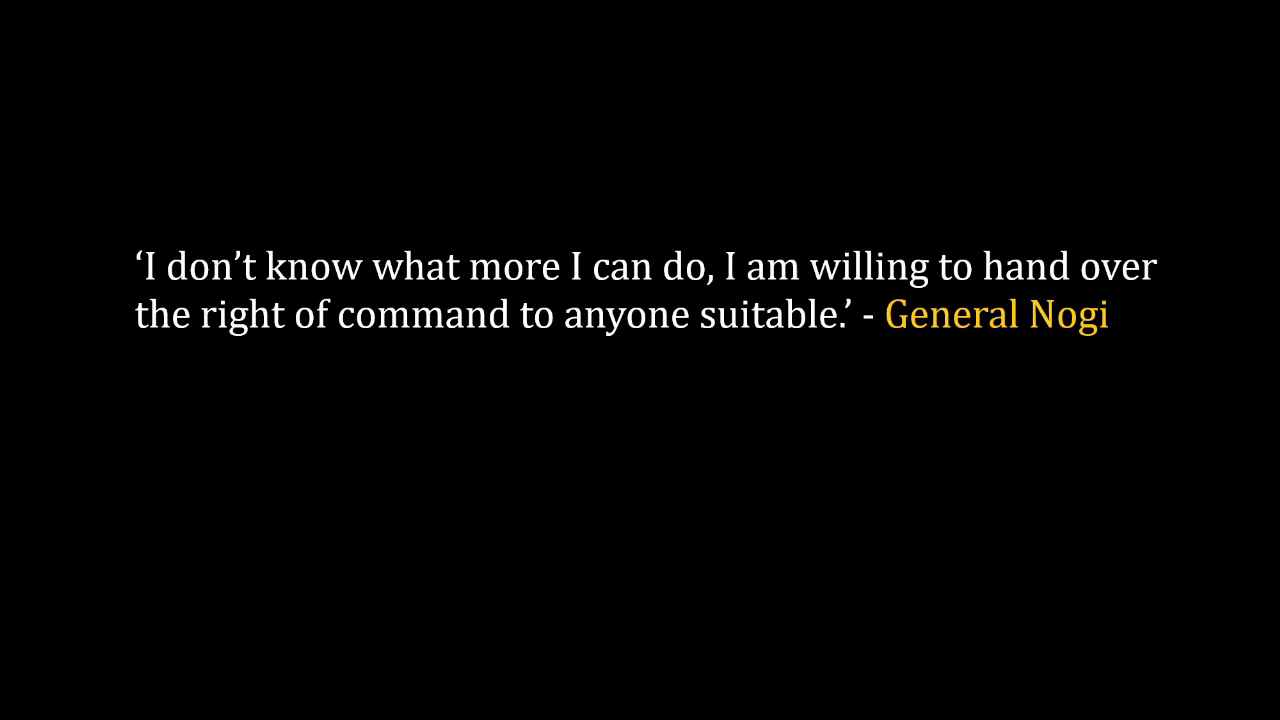 ‘I don’t know what more I can do, I am willing to hand over
the right of command to anyone suitable.’ - General Nogi